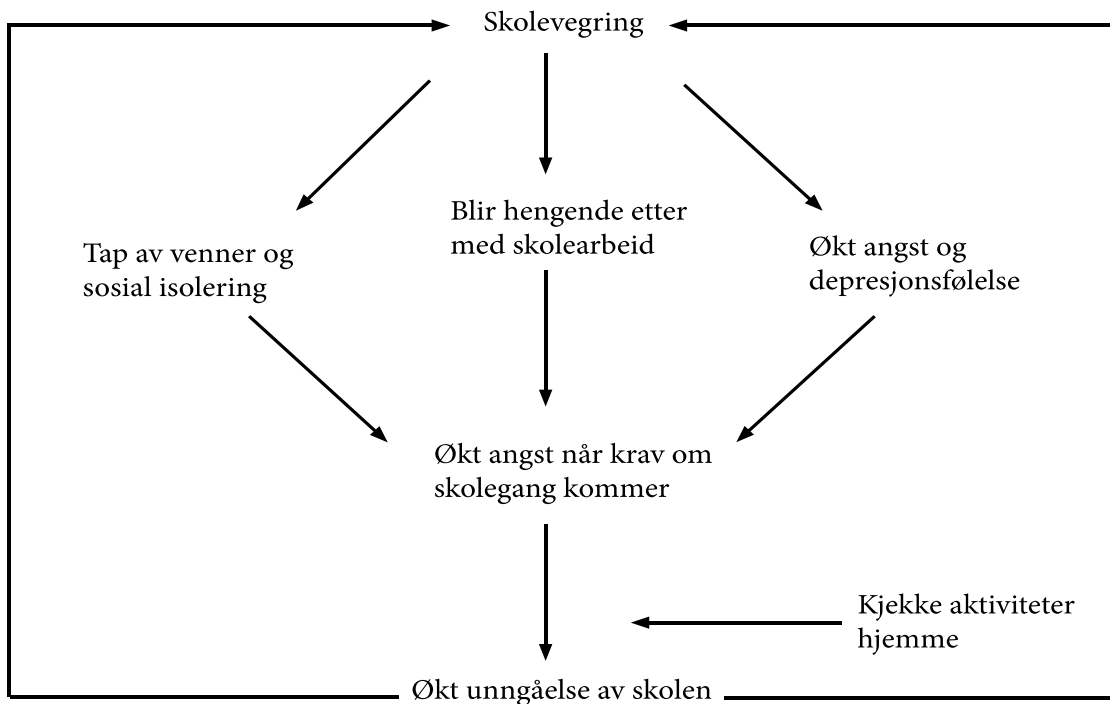 Skolevegring
Blir hengende etter
med skolearbeid
Tap av venner og
sosial isolering
Økt angst og
depresjonsfølelse
Økt angst når krav om
skolegang kommer
Kjekke aktiviteter
hjemme
Økt unngåelse av skolen